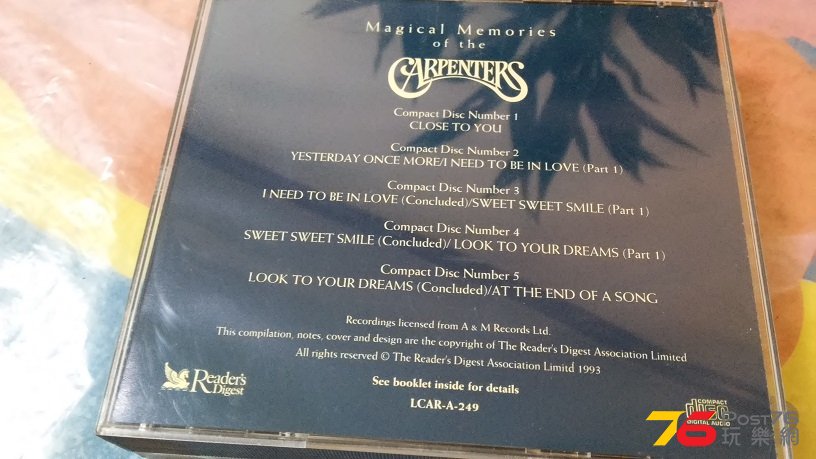 Magical Memories
of the
CARPENTERS
Compact Disc Number 1
CLOSE TO YOU
Compact Disc Number 2
YESTERDAY ONCE MORE/I NEED TO BE IN LOVE (Part 1)
Compact Disc Number 3
I NEED TO BE IN LOVE (Concluded)/SWEET SWEET SMILE (Part 1)
Compact Disc Number 4
SWEET SWEET SMILE (Concluded)/ LOOK TO YOUR DREAMS (Part 1)
Compact Disc Number 5
LOOK TO YOUR DREAMS (Concluded)/AT THE END OF A SONG
Recordings licensed from A & M Records Ltd.
This compilation, notes, cover and design are the copyright of The Reader's Digest Association Limited
All rights reserved © The Reader's Digest Association Limitd 1993
Reader's
Digest
See booklet inside for details
LCAR-A-249
COMPACT
disc
DIGITAL AUDIO
76
Post76
玩樂網